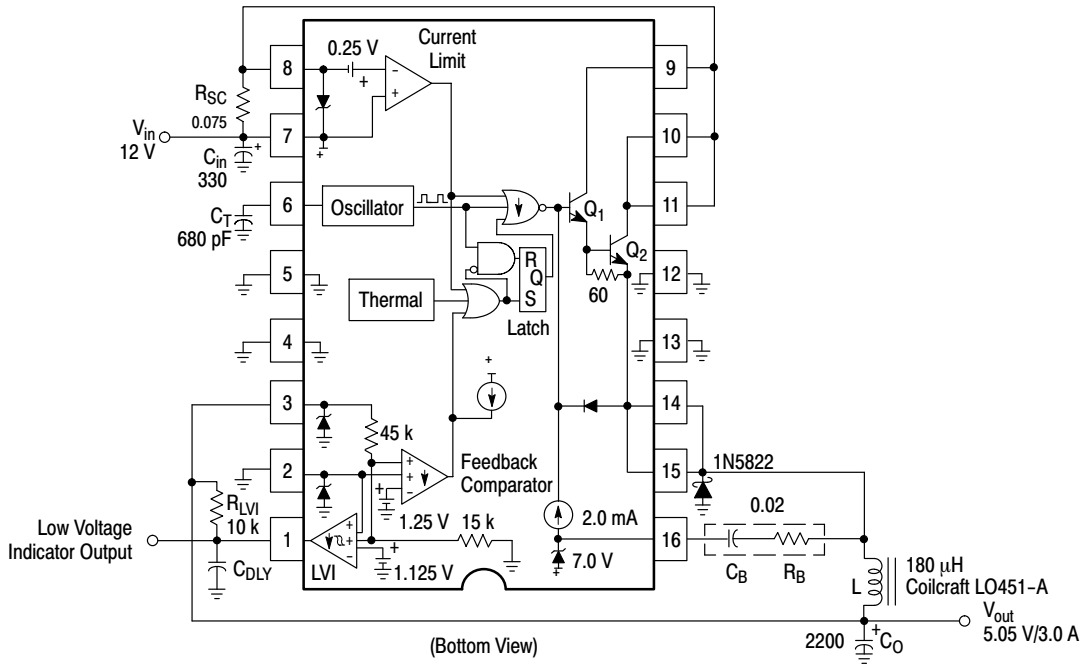 Current
Limit
0.25 V
8
9
R_SC
0.075
V_in
12 V
7
10
C_in
330
+
6
Oscillator
11
C_T
680 pF
Q1
Q2
5
12
60
R
Q
S
Latch
Thermal
4
13
3
14
45 k
2
Feedback
Comparator
15
1N5822
R_LVI
10 k
1.25 V
2.0 mA
0.02
Low Voltage
Indicator Output
1
15 k
16
C_DLY
LVI
1.125 V
7.0 V
C_B
R_B
L
180 μH
Coilcraft LO451-A
V_out
5.05 V/3.0 A
(Bottom View)
2200
+
C_O